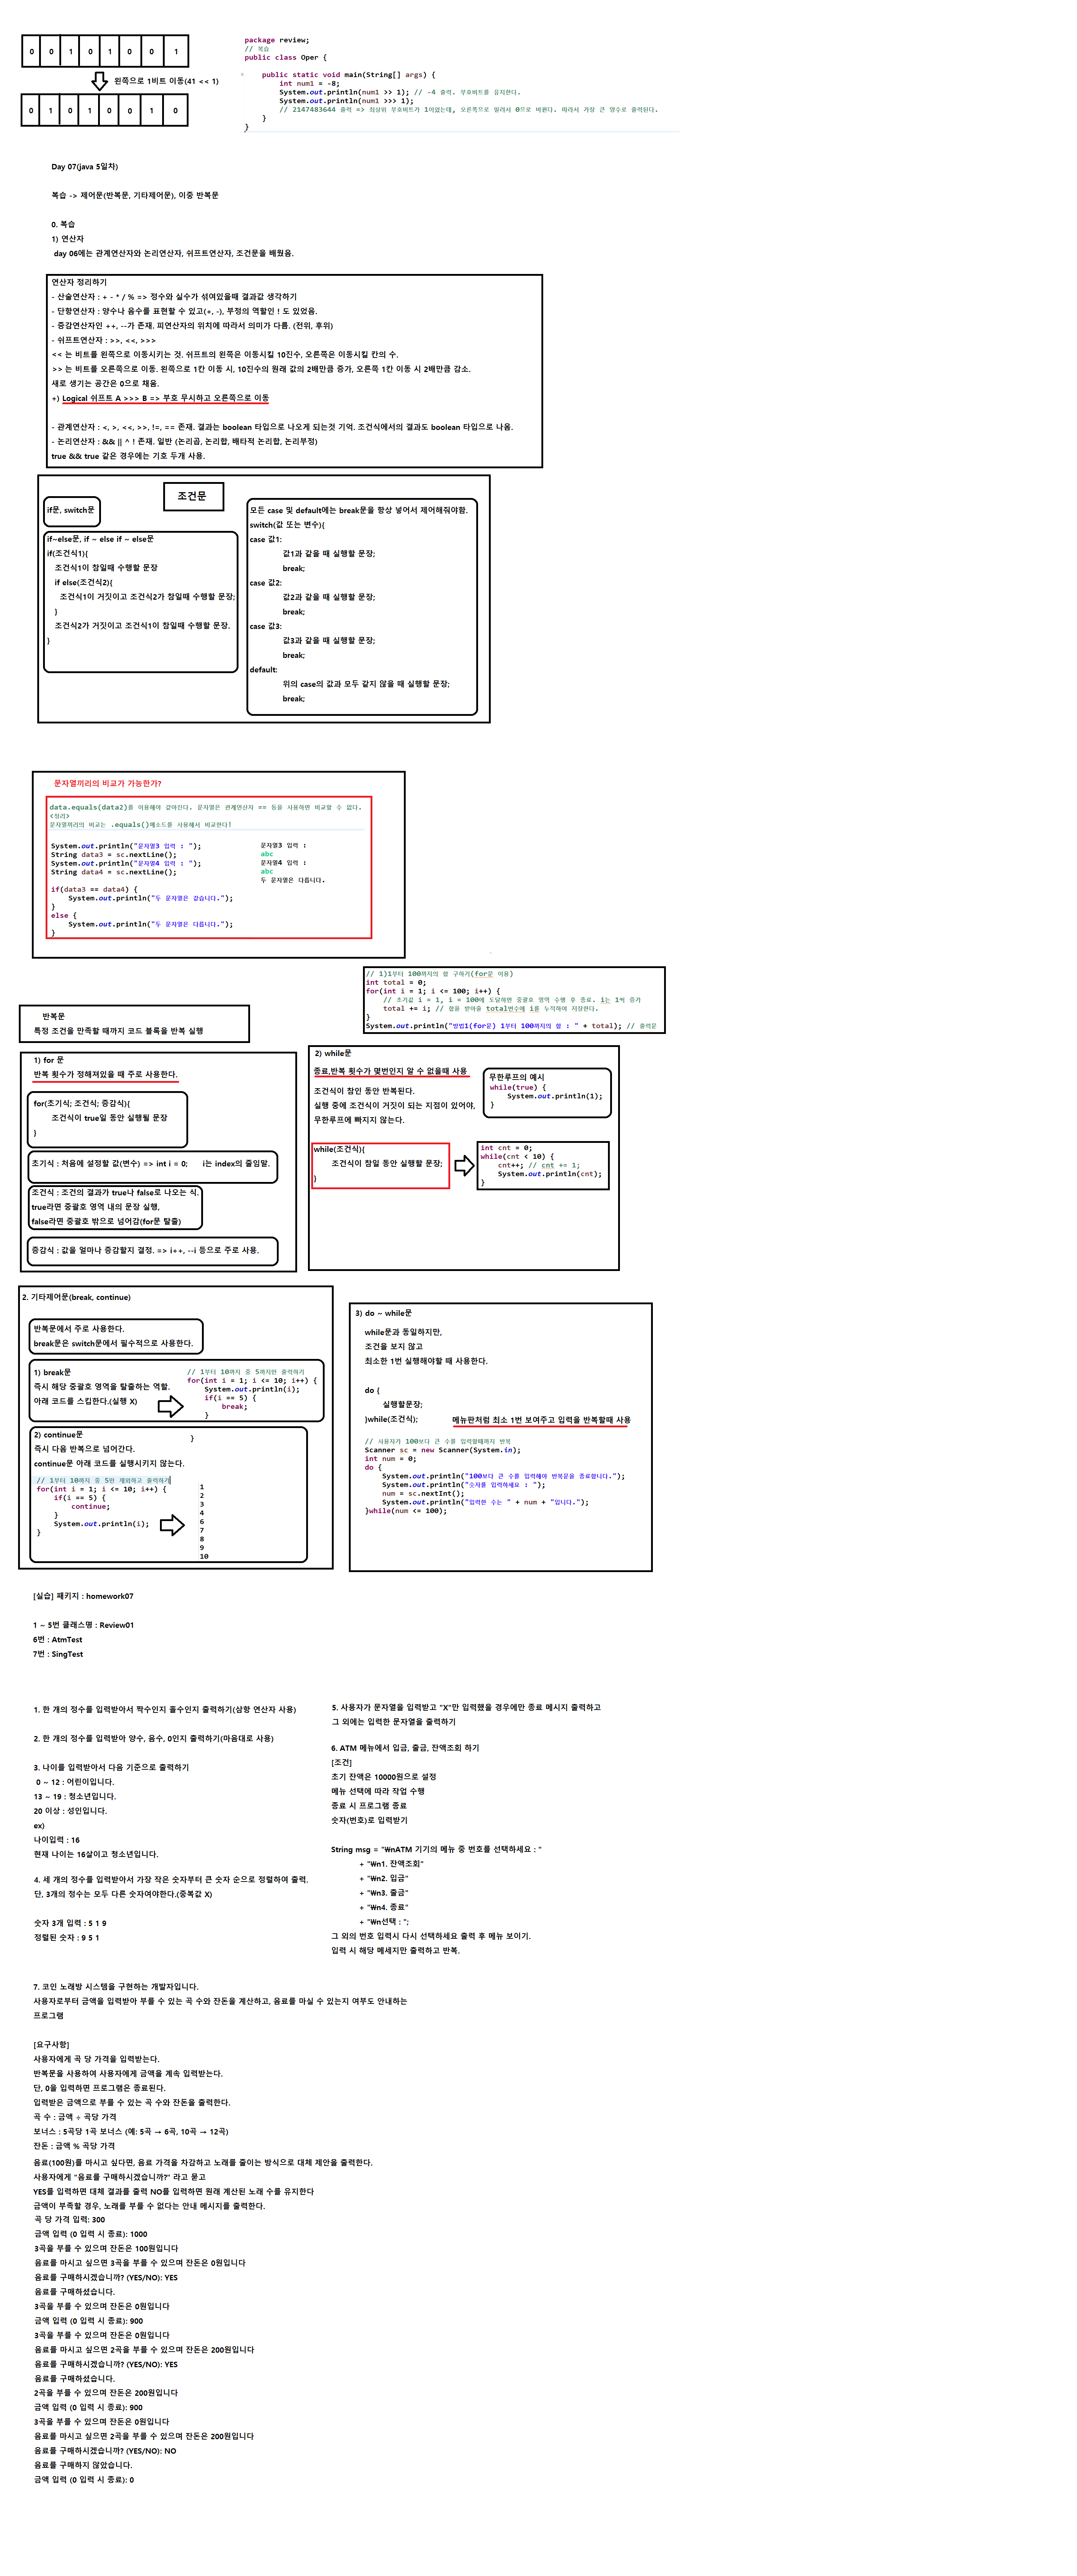 0 0 1 0 1 0 0 1
왼쪽으로 1비트 이동(41 << 1)
0 1 0 1 0 0 1 0
package review;
// 복습
public class Oper {
public static void main(String[] args) {
int num1 = -8;
System.out.println(num1 >> 1); // -4 출력. 부호비트를 유지한다.
System.out.println(num1 >>> 1);
// 2147483644 출력 => 최상위 부호비트가 1이었는데, 오른쪽으로 밀려서 0으로 바뀐다. 따라서 가장 큰 양수로 출력된다.
}
}
Day 07(java 5일차)
복습 -> 제어문(반복문, 기타제어문), 이중 반복문
0. 복습
1) 연산자
day 06에는 관계연산자와 논리연산자, 쉬프트연산자, 조건문을 배웠음.
연산자 정리하기
- 산술연산자 : + - * / % => 정수와 실수가 섞여있을때 결과값 생각하기
- 단항연산자 : 양수나 음수를 표현할 수 있고(+, -), 부정의 역할인 ! 도 있었음.
- 증감연산자인 ++, --가 존재. 피연산자의 위치에 따라서 의미가 다름. (전위, 후위)
- 쉬프트연산자 : >>, <<, >>>
<< 는 비트를 왼쪽으로 이동시키는 것. 쉬프트의 왼쪽은 이동시킬 10진수, 오른쪽은 이동시킬 칸의 수.
>> 는 비트를 오른쪽으로 이동. 왼쪽으로 1칸 이동 시, 10진수의 원래 값의 2배만큼 증가, 오른쪽 1칸 이동 시 2배만큼 감소.
새로 생기는 공간은 0으로 채움.
+) Logical 쉬프트 A >>> B => 부호 무시하고 오른쪽으로 이동
- 관계연산자 : <, >, <<, >>, !=, == 존재. 결과는 boolean 타입으로 나오게 되는것 기억. 조건식에서의 결과도 boolean 타입으로 나옴.
- 논리연산자 : && || ^ ! 존재. 일반 (논리곱, 논리합, 배타적 논리합, 논리부정)
true && true 같은 경우에는 기호 두개 사용.
조건문
if문, switch문
if~else문, if ~ else if ~ else문
if(조건식1){
조건식1이 참일때 수행할 문장
if else(조건식2){
조건식1이 거짓이고 조건식2가 참일때 수행할 문장;
}
조건식2가 거짓이고 조건식1이 참일때 수행할 문장.
}
모든 case 및 default에는 break문을 항상 넣어서 제어해줘야함.
switch(값 또는 변수){
case 값1:
값1과 같을 때 실행할 문장;
break;
case 값2:
값2과 같을 때 실행할 문장;
break;
case 값3:
값3과 같을 때 실행할 문장;
break;
default:
위의 case의 값과 모두 같지 않을 때 실행할 문장;
break;
문자열끼리의 비교가 가능한가?
data.equals(data2)를 이용해야 같아진다. 문자열은 관계연산자 == 등을 사용하면 비교할 수 없다.
<정리>
문자열끼리의 비교는 .equals()메소드를 사용해서 비교한다!
System.out.println("문자열3 입력 : ");
String data3 = sc.nextLine();
System.out.println("문자열4 입력 : ");
String data4 = sc.nextLine();
if(data3 == data4) {
System.out.println("두 문자열은 같습니다.");
}
else {
System.out.println("두 문자열은 다릅니다.");
}
문자열3 입력 :
abc
문자열4 입력 :
abc
두 문자열은 다릅니다.
// 1)1부터 100까지의 합 구하기(for문 이용)
int total = 0;
for(int i = 1; i <= 100; i++) {
// 초기값 i = 1, i = 100에 도달하면 중괄호 영역 수행 후 종료. i는 1씩 증가
total += i; // 합을 받아줄 total변수에 i를 누적하여 저장한다.
}
System.out.println("방법1(for문) 1부터 100까지의 합 : " + total); // 출력문
반복문
특정 조건을 만족할 때까지 코드 블록을 반복 실행
1) for 문
반복 횟수가 정해져있을 때 주로 사용한다.
for(초기식; 조건식; 증감식){
조건식이 true일 동안 실행될 문장
}
초기식 : 처음에 설정할 값(변수) => int i = 0; i는 index의 줄임말.
조건식 : 조건의 결과가 true나 false로 나오는 식.
true라면 중괄호 영역 내의 문장 실행,
false라면 중괄호 밖으로 넘어감(for문 탈출)
증감식 : 값을 얼마나 증감할지 결정. => i++, --i 등으로 주로 사용.
2) while문
종료,반복 횟수가 몇번인지 알 수 없을때 사용
조건식이 참인 동안 반복된다.
실행 중에 조건식이 거짓이 되는 지점이 있어야,
무한루프에 빠지지 않는다.
무한루프의 예시
while(true) {
System.out.println(1);
}
while(조건식){
조건식이 참일 동안 실행할 문장;
}
int cnt = 0;
while(cnt < 10) {
cnt++; // cnt += 1;
System.out.println(cnt);
}
2. 기타제어문(break, continue)
반복문에서 주로 사용한다.
break문은 switch문에서 필수적으로 사용한다.
1) break문
즉시 해당 중괄호 영역을 탈출하는 역할.
아래 코드를 스킵한다.(실행 X)
// 1부터 10까지 중 5까지만 출력하기
for(int i = 1; i <= 10; i++) {
System.out.println(i);
if(i == 5) {
break;
}
}
2) continue문
즉시 다음 반복으로 넘어간다.
continue문 아래 코드를 실행시키지 않는다.
// 1부터 10까지 중 5만 제외하고 출력하기
for(int i = 1; i <= 10; i++) {
if(i == 5) {
continue;
}
System.out.println(i);
}
1
2
3
4
6
7
8
9
10
3) do ~ while문
while문과 동일하지만,
조건을 보지 않고
최소한 1번 실행해야할 때 사용한다.
do {
실행할문장;
}while(조건식);
메뉴판처럼 최소 1번 보여주고 입력을 반복할때 사용
// 사용자가 100보다 큰 수를 입력할때까지 반복
Scanner sc = new Scanner(System.in);
int num = 0;
do {
System.out.println("100보다 큰 수를 입력해야 반복문을 종료합니다.");
System.out.println("숫자를 입력하세요 : ");
num = sc.nextInt();
System.out.println("입력한 수는 " + num + "입니다.");
}while(num <= 100);
[실습] 패키지 : homework07
1 ~ 5번 클래스명 : Review01
6번 : AtmTest
7번 : SingTest
1. 한 개의 정수를 입력받아서 짝수인지 홀수인지 출력하기(삼항 연산자 사용)
2. 한 개의 정수를 입력받아 양수, 음수, 0인지 출력하기(마음대로 사용)
3. 나이를 입력받아서 다음 기준으로 출력하기
0 ~ 12 : 어린이입니다.
13 ~ 19 : 청소년입니다.
20 이상 : 성인입니다.
ex)
나이입력 : 16
현재 나이는 16살이고 청소년입니다.
4. 세 개의 정수를 입력받아서 가장 작은 숫자부터 큰 숫자 순으로 정렬하여 출력.
단, 3개의 정수는 모두 다른 숫자여야한다.(중복값 X)
숫자 3개 입력 : 5 1 9
정렬된 숫자 : 9 5 1
5. 사용자가 문자열을 입력받고 "X"만 입력했을 경우에만 종료 메시지 출력하고
그 외에는 입력한 문자열을 출력하기
6. ATM 메뉴에서 입금, 출금, 잔액조회 하기
[조건]
초기 잔액은 10000원으로 설정
메뉴 선택에 따라 작업 수행
종료 시 프로그램 종료
숫자(번호)로 입력받기
String msg = "₩nATM 기기의 메뉴 중 번호를 선택하세요 : "
+ "₩n1. 잔액조회"
+ "₩n2. 입금"
+ "₩n3. 출금"
+ "₩n4. 종료"
+ "₩n선택 : ";
그 외의 번호 입력시 다시 선택하세요 출력 후 메뉴 보이기.
입력 시 해당 메세지만 출력하고 반복.
7. 코인 노래방 시스템을 구현하는 개발자입니다.
사용자로부터 금액을 입력받아 부를 수 있는 곡 수와 잔돈을 계산하고, 음료를 마실 수 있는지 여부도 안내하는
프로그램
[요구사항]
사용자에게 곡 당 가격을 입력받는다.
반복문을 사용하여 사용자에게 금액을 계속 입력받는다.
단, 0을 입력하면 프로그램은 종료된다.
입력받은 금액으로 부를 수 있는 곡 수와 잔돈을 출력한다.
곡 수 : 금액 ÷ 곡당 가격
보너스 : 5곡당 1곡 보너스 (예: 5곡 → 6곡, 10곡 → 12곡)
잔돈 : 금액 % 곡당 가격
음료(100원)를 마시고 싶다면, 음료 가격을 차감하고 노래를 줄이는 방식으로 대체 제안을 출력한다.
사용자에게 "음료를 구매하시겠습니까?" 라고 묻고
YES를 입력하면 대체 결과를 출력 NO를 입력하면 원래 계산된 노래 수를 유지한다
금액이 부족할 경우, 노래를 부를 수 없다는 안내 메시지를 출력한다.
곡 당 가격 입력: 300
금액 입력 (0 입력 시 종료): 1000
3곡을 부를 수 있으며 잔돈은 100원입니다
음료를 마시고 싶으면 3곡을 부를 수 있으며 잔돈은 0원입니다
음료를 구매하시겠습니까? (YES/NO): YES
음료를 구매하셨습니다.
3곡을 부를 수 있으며 잔돈은 0원입니다
금액 입력 (0 입력 시 종료): 900
3곡을 부를 수 있으며 잔돈은 0원입니다
음료를 마시고 싶으면 2곡을 부를 수 있으며 잔돈은 200원입니다
음료를 구매하시겠습니까? (YES/NO): YES
음료를 구매하셨습니다.
2곡을 부를 수 있으며 잔돈은 200원입니다
금액 입력 (0 입력 시 종료): 900
3곡을 부를 수 있으며 잔돈은 0원입니다
음료를 마시고 싶으면 2곡을 부를 수 있으며 잔돈은 200원입니다
음료를 구매하시겠습니까? (YES/NO): NO
음료를 구매하지 않았습니다.
금액 입력 (0 입력 시 종료): 0